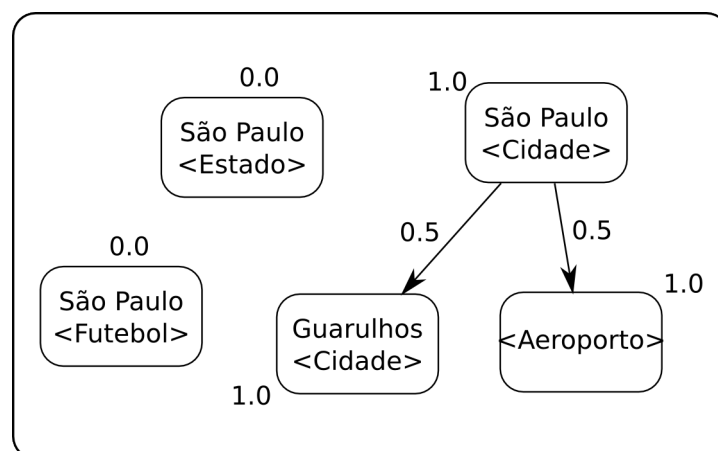 0.0
São Paulo
<Estado>
1.0
São Paulo
<Cidade>
0.5
0.5
0.0
São Paulo
<Futebol>
Guarulhos
<Cidade>
1.0
1.0
<Aeroporto>